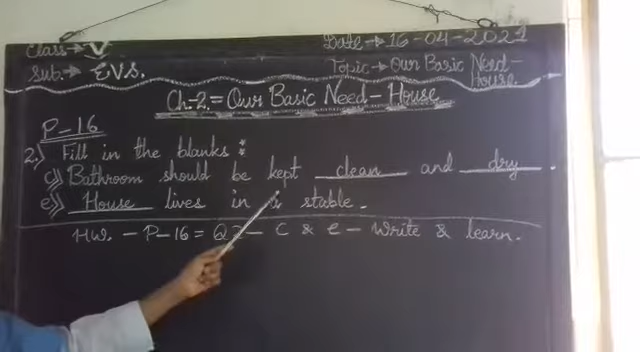 Class→ V
Date→16-04-2021
Sub.→ EVS.
Topic→Our Basic Need-
House.
Ch.-2.=Our Basic Need-House
P-16
2.) Fill in the blanks:
c) Bathroom should be kept clean and dry.
e) House lives in a stable.
HW. - P-16 = Q 2- C & e - Write & learn.